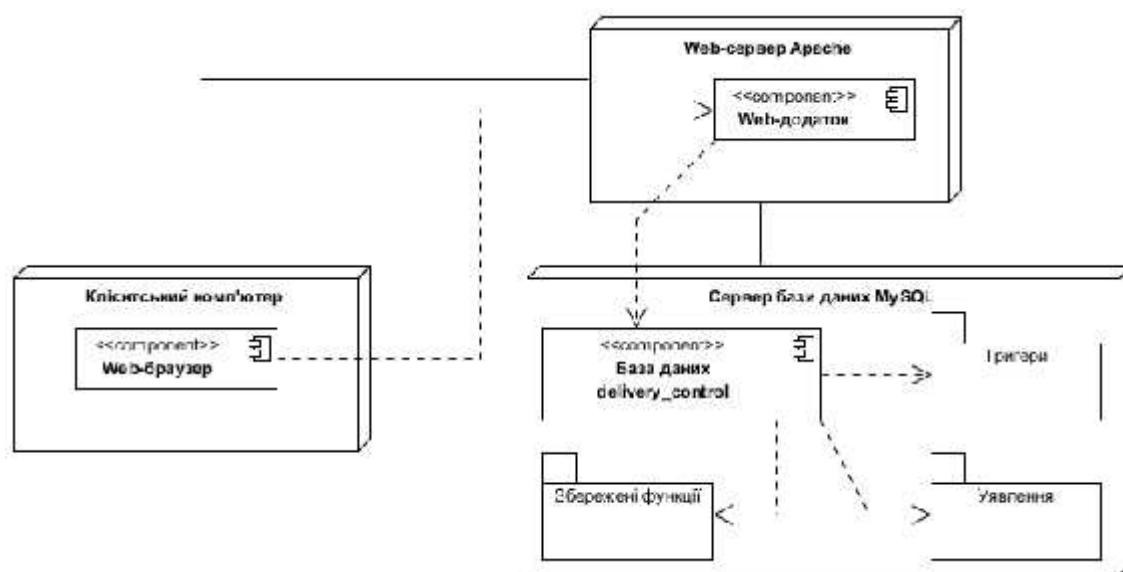 Web-сервер Apache
<<component>>
Web-додаток
Клієнтський комп'ютер
<<component>>
Web-браузер
Сервер бази даних MySQL
<<component>>
База даних
delivery_control
Тригери
Збережені функції
Уявлення